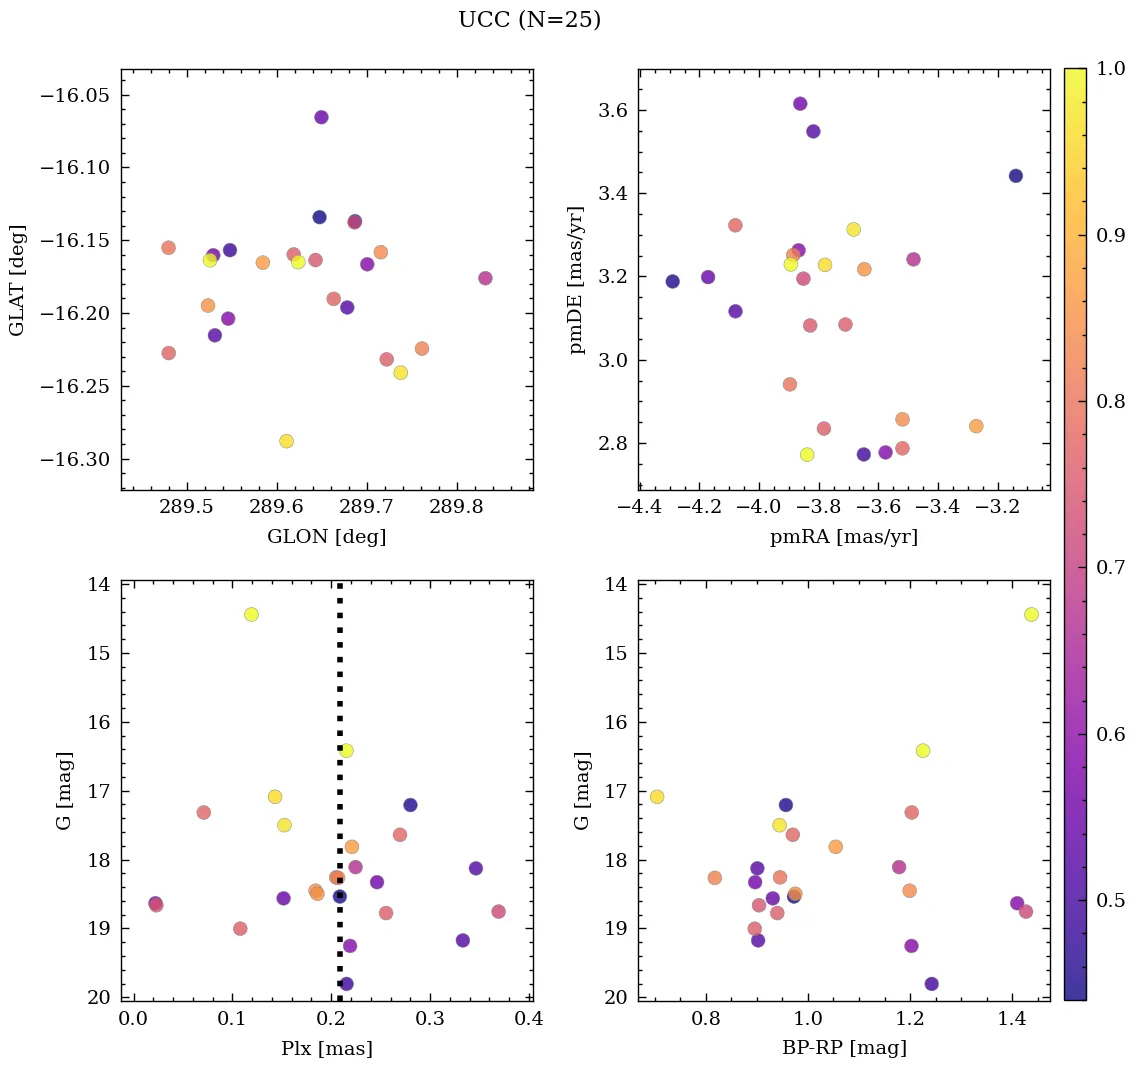 UCC (N=25)
−16.05
−16.10
−16.15
−16.20
−16.25
−16.30
GLAT [deg]
289.5 289.6 289.7 289.8
GLON [deg]
3.6
3.4
3.2
3.0
2.8
pmDE [mas/yr]
−4.4 −4.2 −4.0 −3.8 −3.6 −3.4 −3.2
pmRA [mas/yr]
14
15
16
17
18
19
20
G [mag]
0.0 0.1 0.2 0.3 0.4
Plx [mas]
14
15
16
17
18
19
20
G [mag]
0.8 1.0 1.2 1.4
BP-RP [mag]
1.0
0.9
0.8
0.7
0.6
0.5